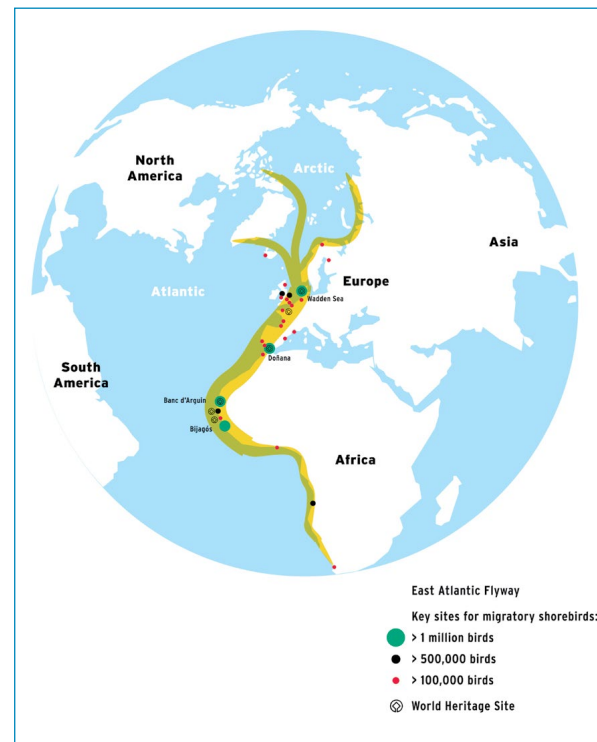 North
America
Arctic
Asia
Europe
Atlantic
Wadden Sea
South
America
Doñana
Banc d'Arguin
Bijagós
Africa
East Atlantic Flyway
Key sites for migratory shorebirds:
> 1 million birds
> 500,000 birds
> 100,000 birds
World Heritage Site